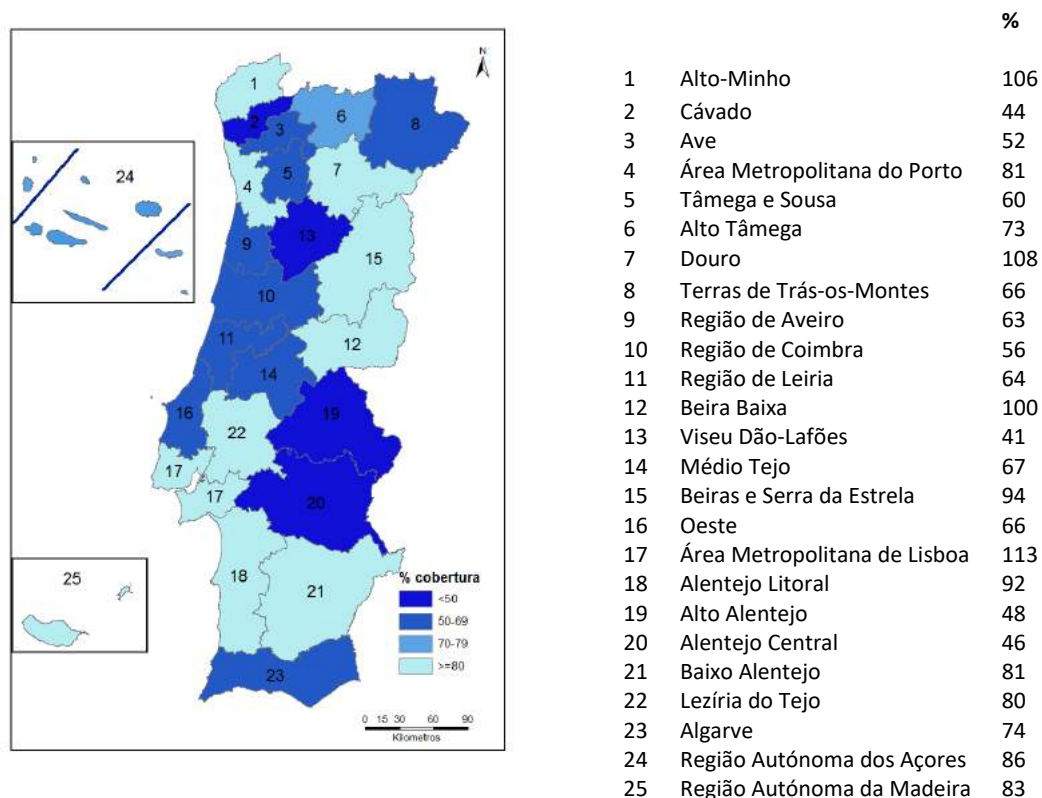 %
1 Alto-Minho 106
2 Cávado 44
3 Ave 52
4 Área Metropolitana do Porto 81
5 Tâmega e Sousa 60
6 Alto Tâmega 73
7 Douro 108
8 Terras de Trás-os-Montes 66
9 Região de Aveiro 63
10 Região de Coimbra 56
11 Região de Leiria 64
12 Beira Baixa 100
13 Viseu Dão-Lafões 41
14 Médio Tejo 67
15 Beiras e Serra da Estrela 94
16 Oeste 66
17 Área Metropolitana de Lisboa 113
18 Alentejo Litoral 92
19 Alto Alentejo 48
20 Alentejo Central 46
21 Baixo Alentejo 81
22 Lezíria do Tejo 80
23 Algarve 74
24 Região Autónoma dos Açores 86
25 Região Autónoma da Madeira 83
N
1
2
3
6
8
24
4
5
7
9
13
15
10
11
12
14
16
19
22
17
17
20
18
21
25
23
% cobertura
<50
50-69
70-79
>=80
0 15 30 60 90
Kilometros